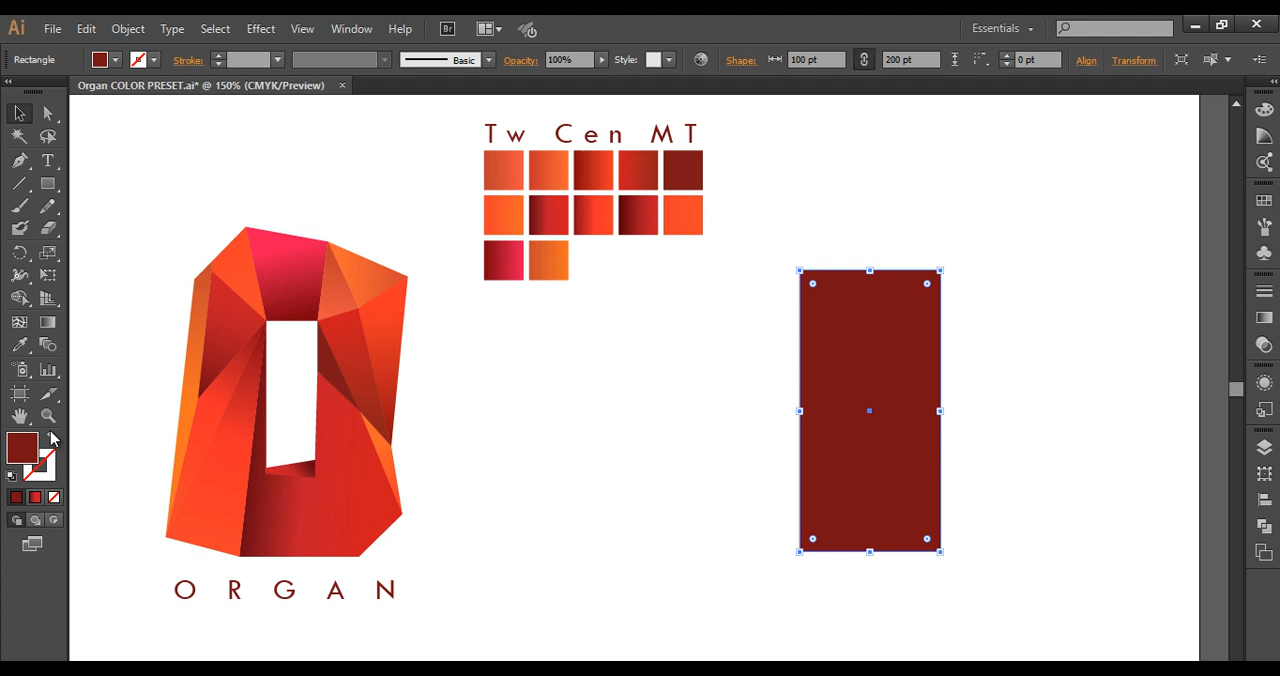 Ai File Edit Object Type Select Effect View Window Help Br Essentials
Rectangle Stroke: Basic Opacity: 100% Style: Shape: 100 pt 200 pt 0 pt Align Transform
Organ COLOR PRESET.ai* @ 150% (CMYK/Preview)
Tw Cen MT
ORGAN